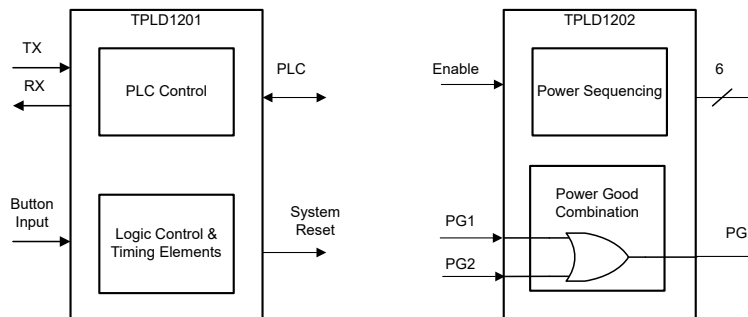 TPLD1201
TX
RX
PLC Control
PLC
Button
Input
Logic Control &
Timing Elements
System
Reset
TPLD1202
Enable
Power Sequencing
6
Power Good
Combination
PG1
PG2
PG